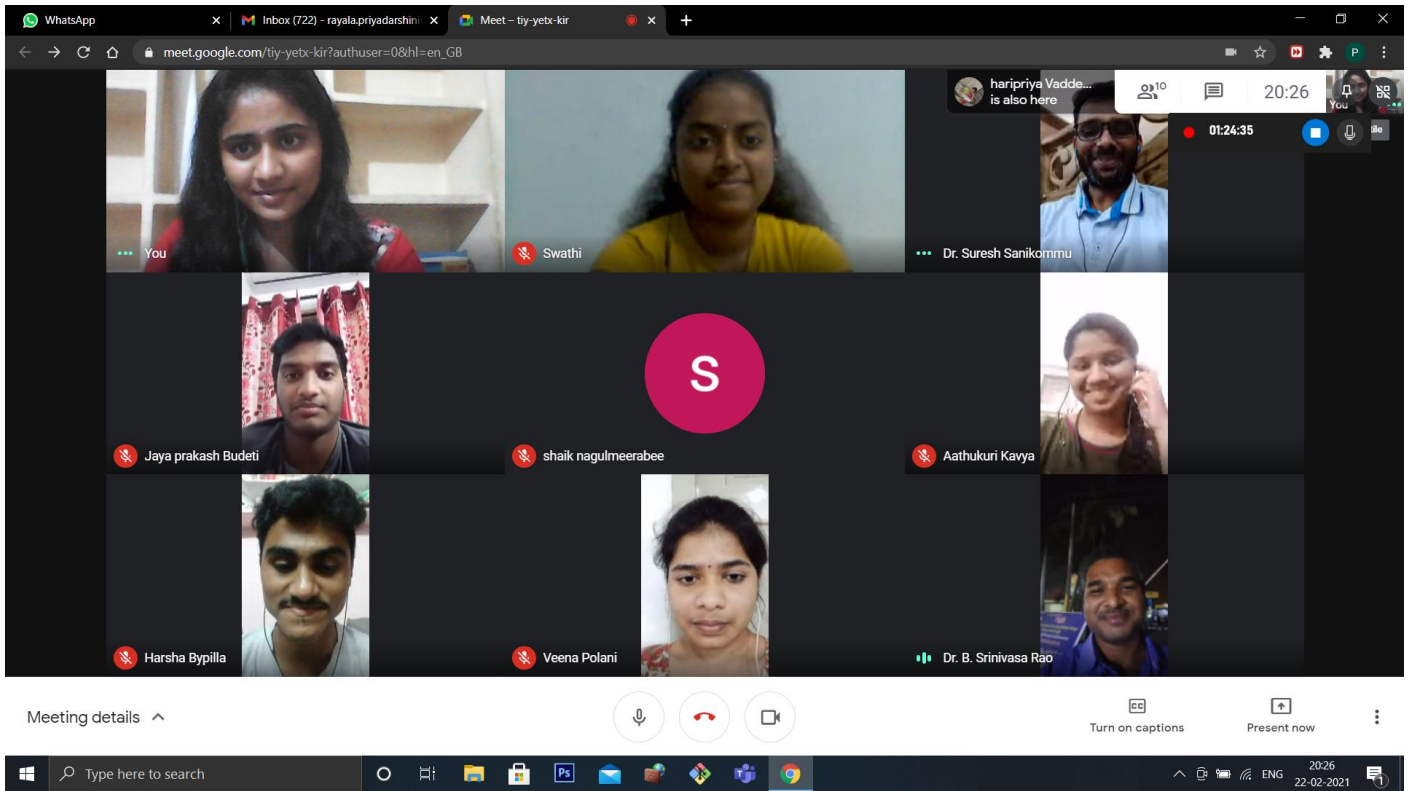 WhatsApp
Inbox (722) - rayala.priyadarshini
Meet – tiy-yetx-kir
meet.google.com/tiy-yetx-kir?authuser=0&hl=en_GB
P
haripriya Vadde...
is also here
10
20:26
You
01:24:35
You
Swathi
Dr. Suresh Sanikommu
S
Jaya prakash Budeti
shaik nagulmeerabee
Aathukuri Kavya
Harsha Bypilla
Veena Polani
Dr. B. Srinivasa Rao
Meeting details
CC
Turn on captions
Present now
Type here to search
Ps
ENG
20:26
22-02-2021
1